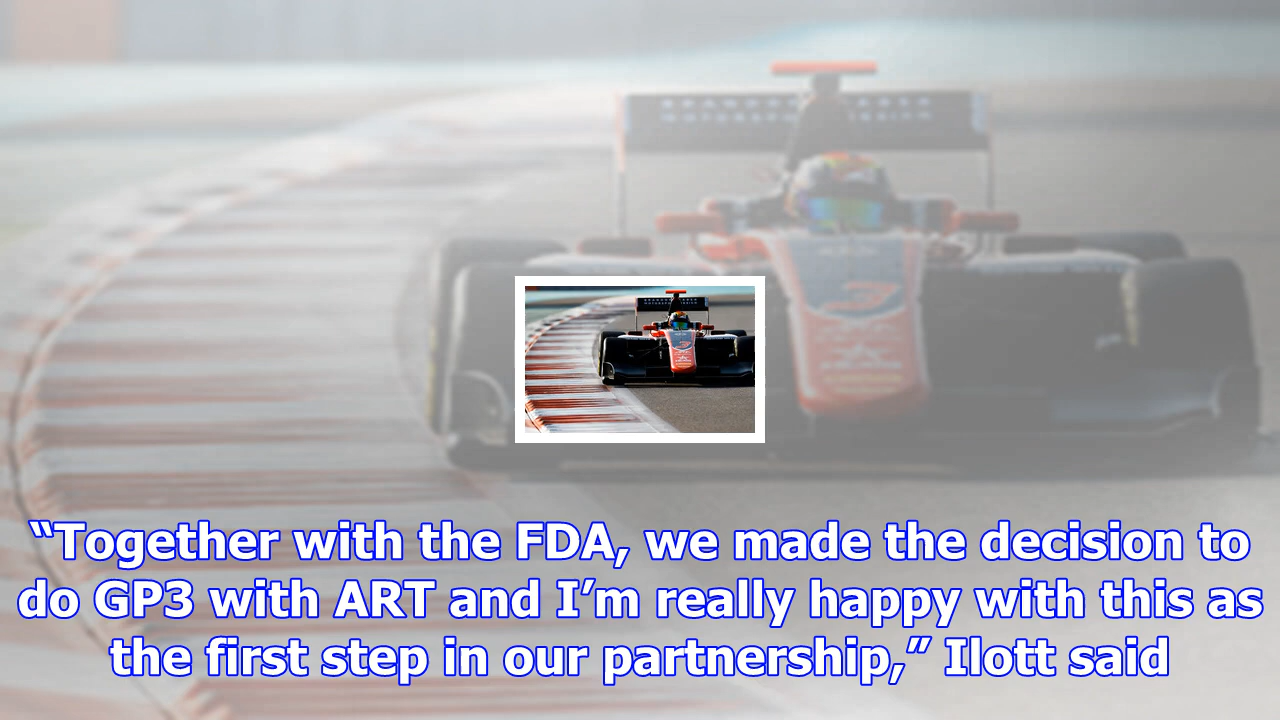 “Together with the FDA, we made the decision to
do GP3 with ART and I’m really happy with this as
the first step in our partnership,” Ilott said